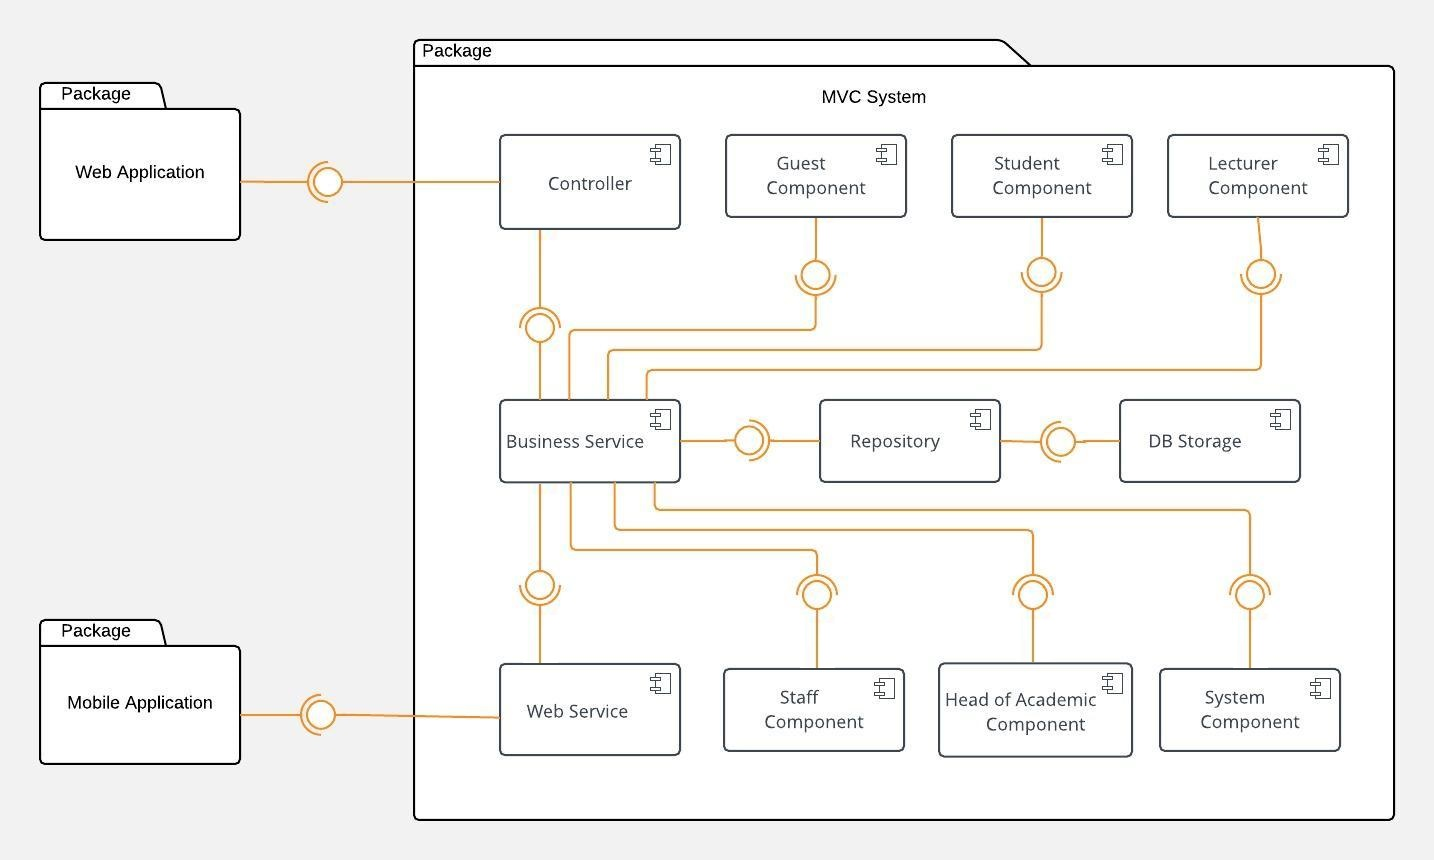 Package
MVC System
Package
Web Application
Controller
Guest
Component
Student
Component
Lecturer
Component
Business Service
Repository
DB Storage
Package
Mobile Application
Web Service
Staff
Component
Head of Academic
Component
System
Component